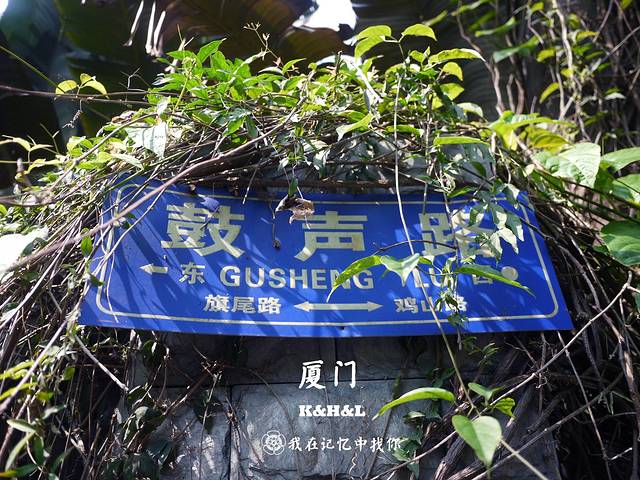 鼓声路
东 GUSHENG LU 西
旗尾路 鸡山路
厦门
K&H&L
我在记忆中找你